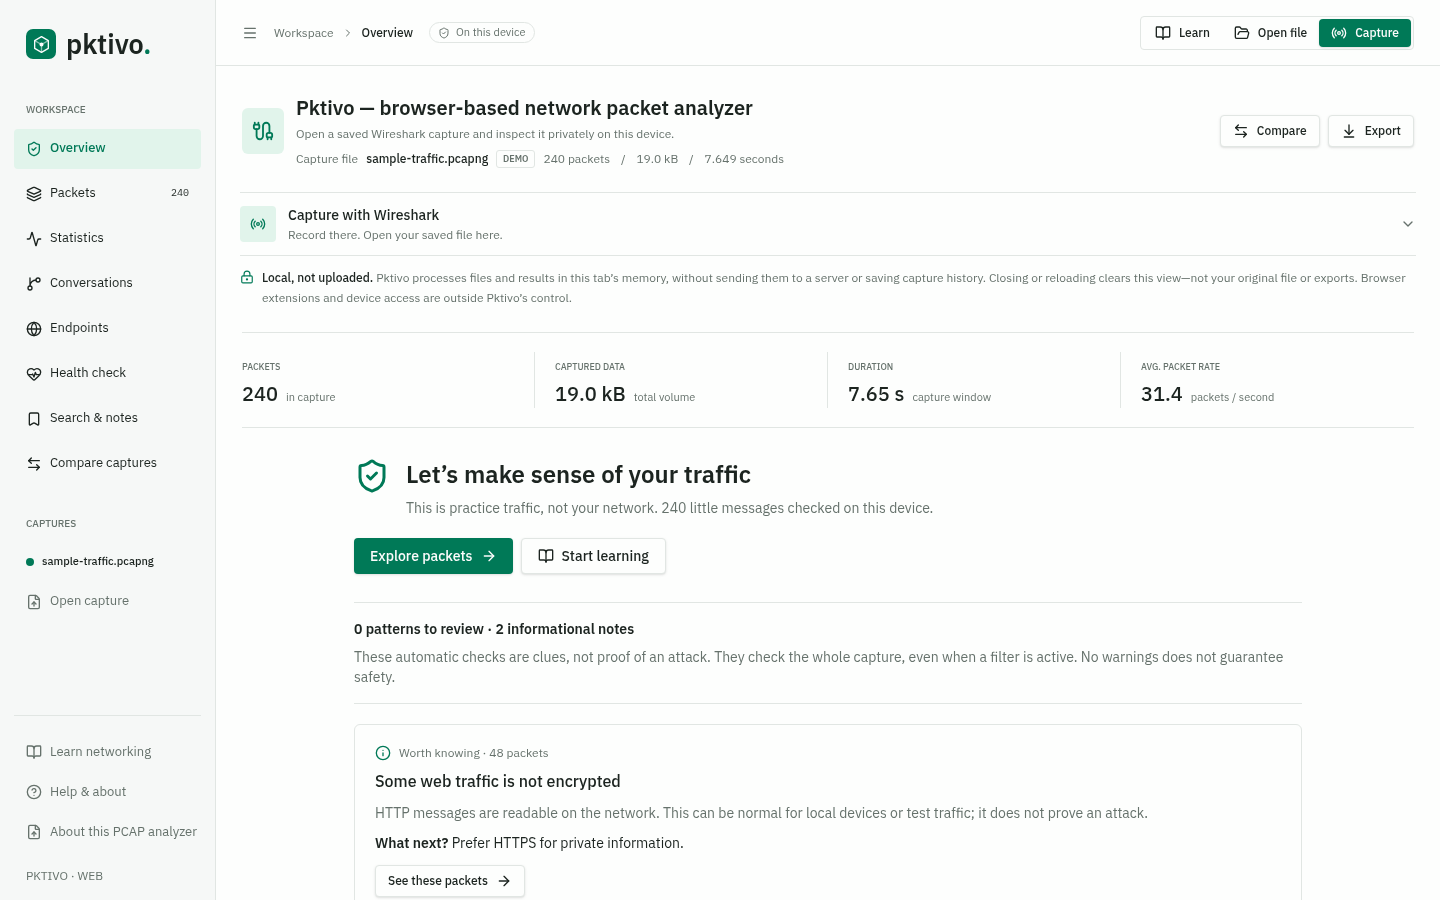 pktivo.
WORKSPACE
Overview
Packets 240
Statistics
Conversations
Endpoints
Health check
Search & notes
Compare captures
CAPTURES
sample-traffic.pcapng
Open capture
Learn networking
Help & about
About this PCAP analyzer
PKTIVO · WEB
Workspace > Overview On this device
Learn Open file Capture
Pktivo — browser-based network packet analyzer
Open a saved Wireshark capture and inspect it privately on this device.
Capture file sample-traffic.pcapng DEMO 240 packets / 19.0 kB / 7.649 seconds
Compare Export
Capture with Wireshark
Record there. Open your saved file here.
Local, not uploaded. Pktivo processes files and results in this tab’s memory, without sending them to a server or saving capture history. Closing or reloading clears this view—not your original file or exports. Browser
extensions and device access are outside Pktivo’s control.
PACKETS
240 in capture
CAPTURED DATA
19.0 kB total volume
DURATION
7.65 s capture window
AVG. PACKET RATE
31.4 packets / second
Let’s make sense of your traffic
This is practice traffic, not your network. 240 little messages checked on this device.
Explore packets Start learning
0 patterns to review · 2 informational notes
These automatic checks are clues, not proof of an attack. They check the whole capture, even when a filter is active. No warnings does not guarantee
safety.
Worth knowing · 48 packets
Some web traffic is not encrypted
HTTP messages are readable on the network. This can be normal for local devices or test traffic; it does not prove an attack.
What next? Prefer HTTPS for private information.
See these packets